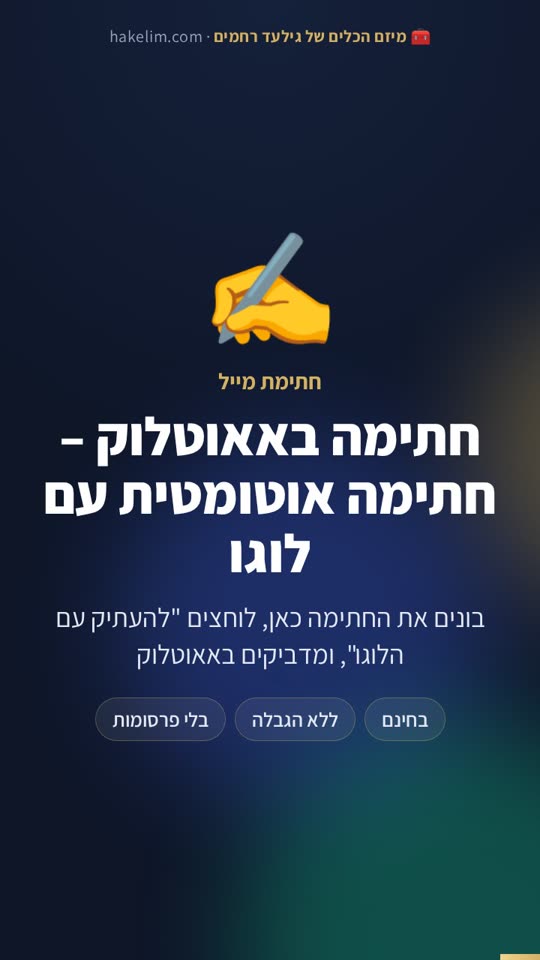 🧰 מיזם הכלים של גילעד רחמים · hakelim.com
חתימת מייל
חתימה באאוטלוק –
חתימה אוטומטית עם
לוגו
בונים את החתימה כאן, לוחצים "להעתיק עם
הלוגו", ומדביקים באאוטלוק
בחינם
ללא הגבלה
בלי פרסומות